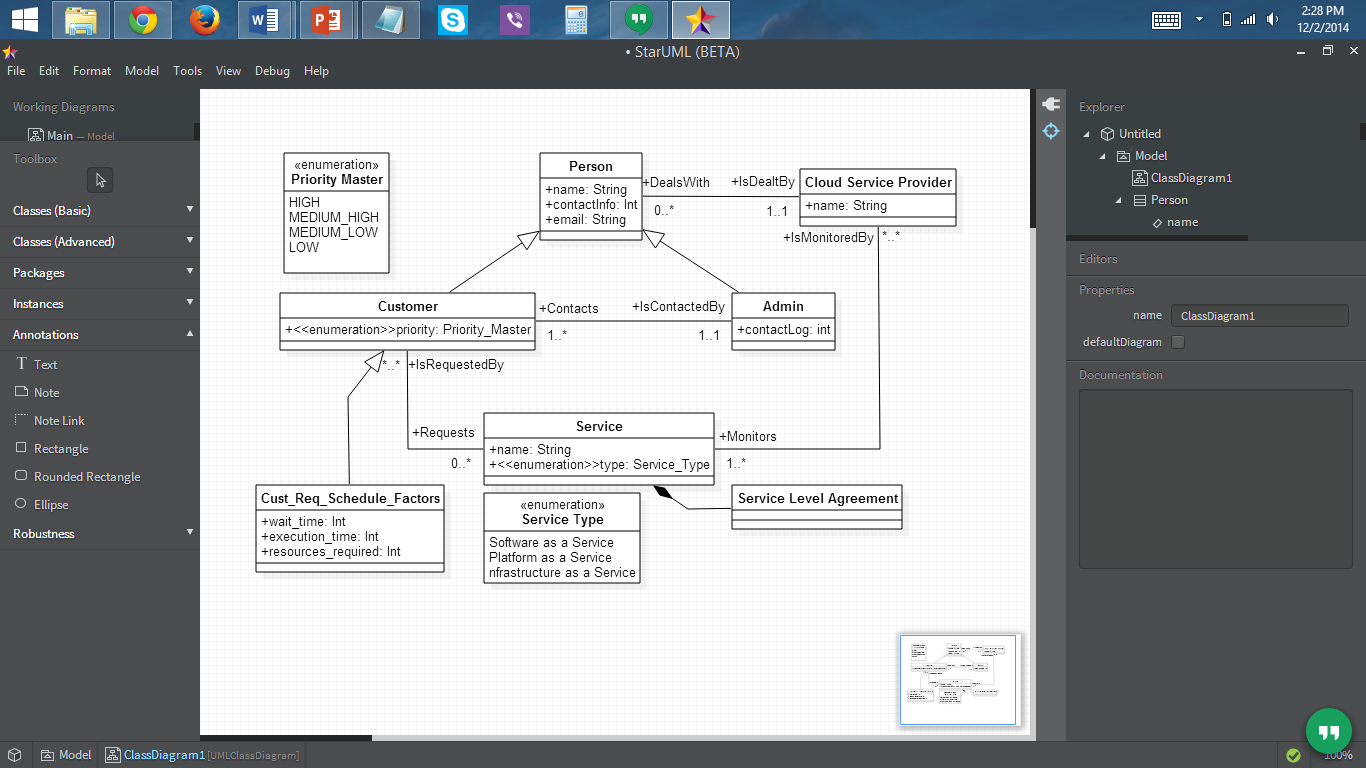 2:28 PM
12/2/2014
• StarUML (BETA)
File Edit Format Model Tools View Debug Help
Working Diagrams
Main — Model
Toolbox
Classes (Basic)
Classes (Advanced)
Packages
Instances
Annotations
Text
Note
Note Link
Rectangle
Rounded Rectangle
Ellipse
Robustness
«enumeration»
Priority Master
HIGH
MEDIUM_HIGH
MEDIUM_LOW
LOW
Person
+name: String
+contactInfo: Int
+email: String
+DealsWith
0..*
+IsDealtBy
1..1
Cloud Service Provider
+name: String
+IsMonitoredBy
*..*
Customer
+<<enumeration>>priority: Priority_Master
+Contacts
1..*
+IsContactedBy
1..1
Admin
+contactLog: int
*..*
+IsRequestedBy
+Requests
0..*
Service
+name: String
+<<enumeration>>type: Service_Type
+Monitors
1..*
Cust_Req_Schedule_Factors
+wait_time: Int
+execution_time: Int
+resources_required: Int
«enumeration»
Service Type
Software as a Service
Platform as a Service
nfrastructure as a Service
Service Level Agreement
Explorer
Untitled
Model
ClassDiagram1
Person
name
Editors
Properties
name ClassDiagram1
defaultDiagram
Documentation
Model ClassDiagram1 [UMLClassDiagram]
100%